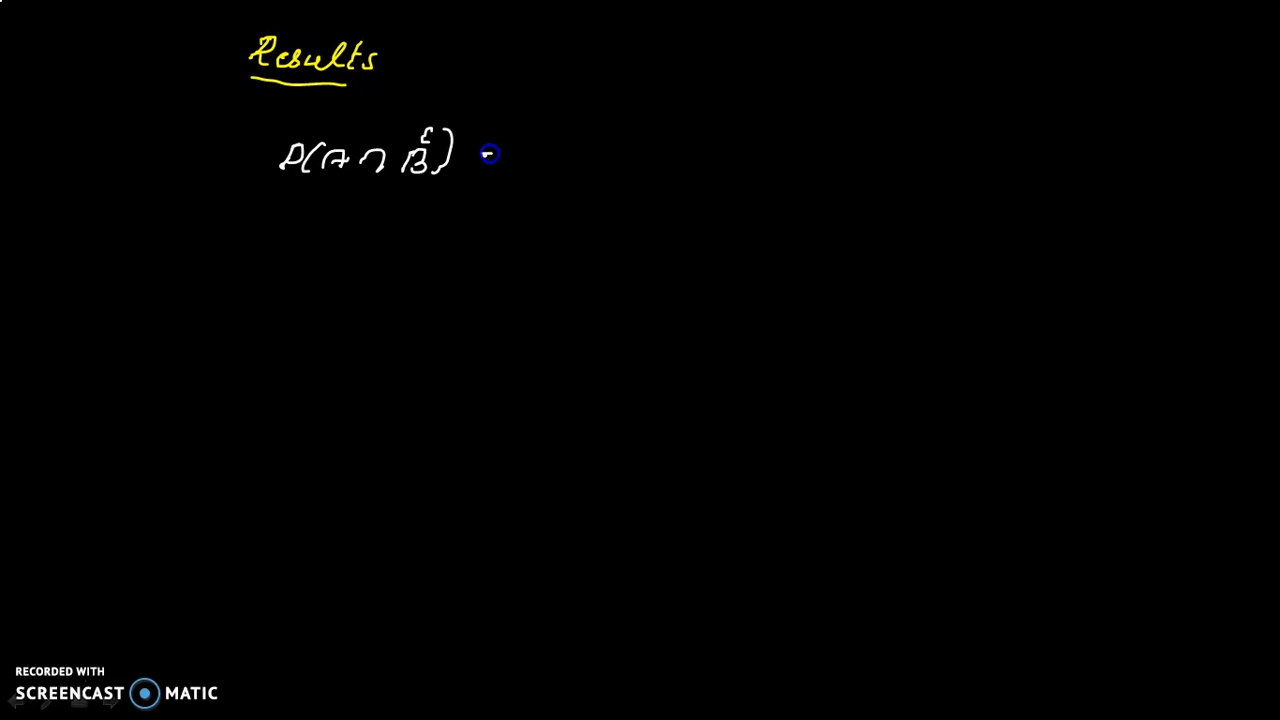 Results
P(A ∩ B^c) -
RECORDED WITH
SCREENCAST MATIC